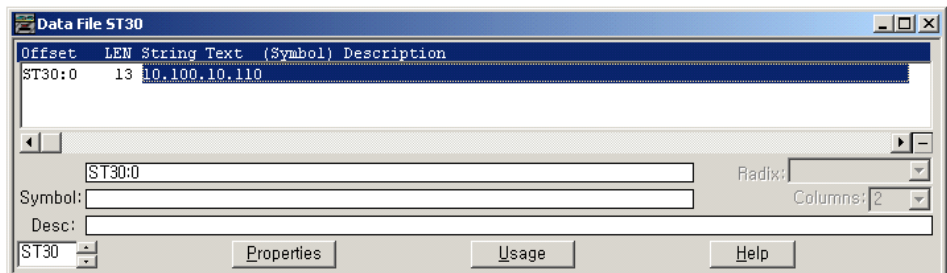 Data File ST30
Offset LEN String Text (Symbol) Description
ST30:0 13 10.100.10.110
ST30:0
Radix:
Symbol:
Columns: 2
Desc:
ST30
Properties
Usage
Help